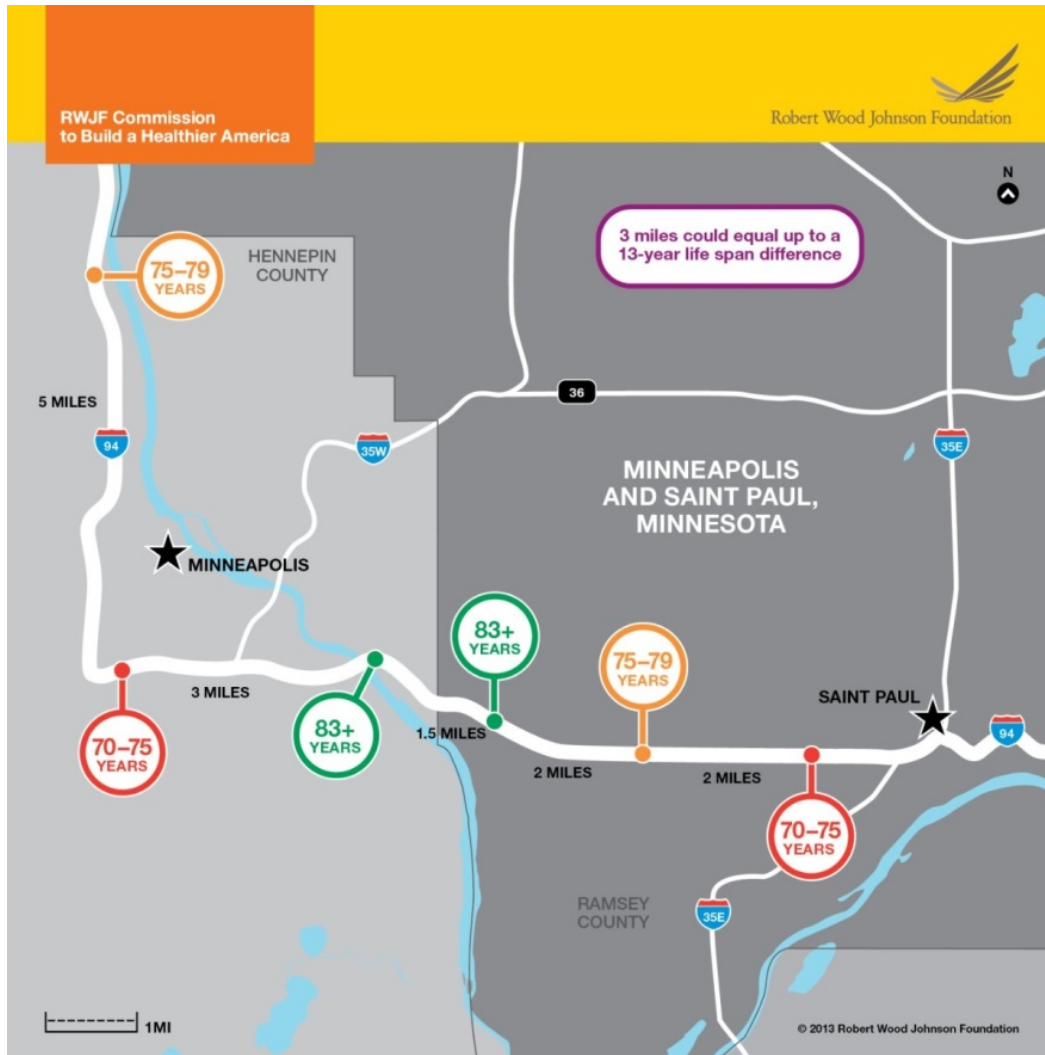 RWJF Commission
to Build a Healthier America
Robert Wood Johnson Foundation
N
3 miles could equal up to a
13-year life span difference
HENNEPIN
COUNTY
75–79
YEARS
5 MILES
36
94
35W
35E
MINNEAPOLIS
AND SAINT PAUL,
MINNESOTA
MINNEAPOLIS
83+
YEARS
75–79
YEARS
3 MILES
SAINT PAUL
70–75
YEARS
83+
YEARS
1.5 MILES
94
2 MILES
2 MILES
70–75
YEARS
RAMSEY
COUNTY
35E
1MI
© 2013 Robert Wood Johnson Foundation